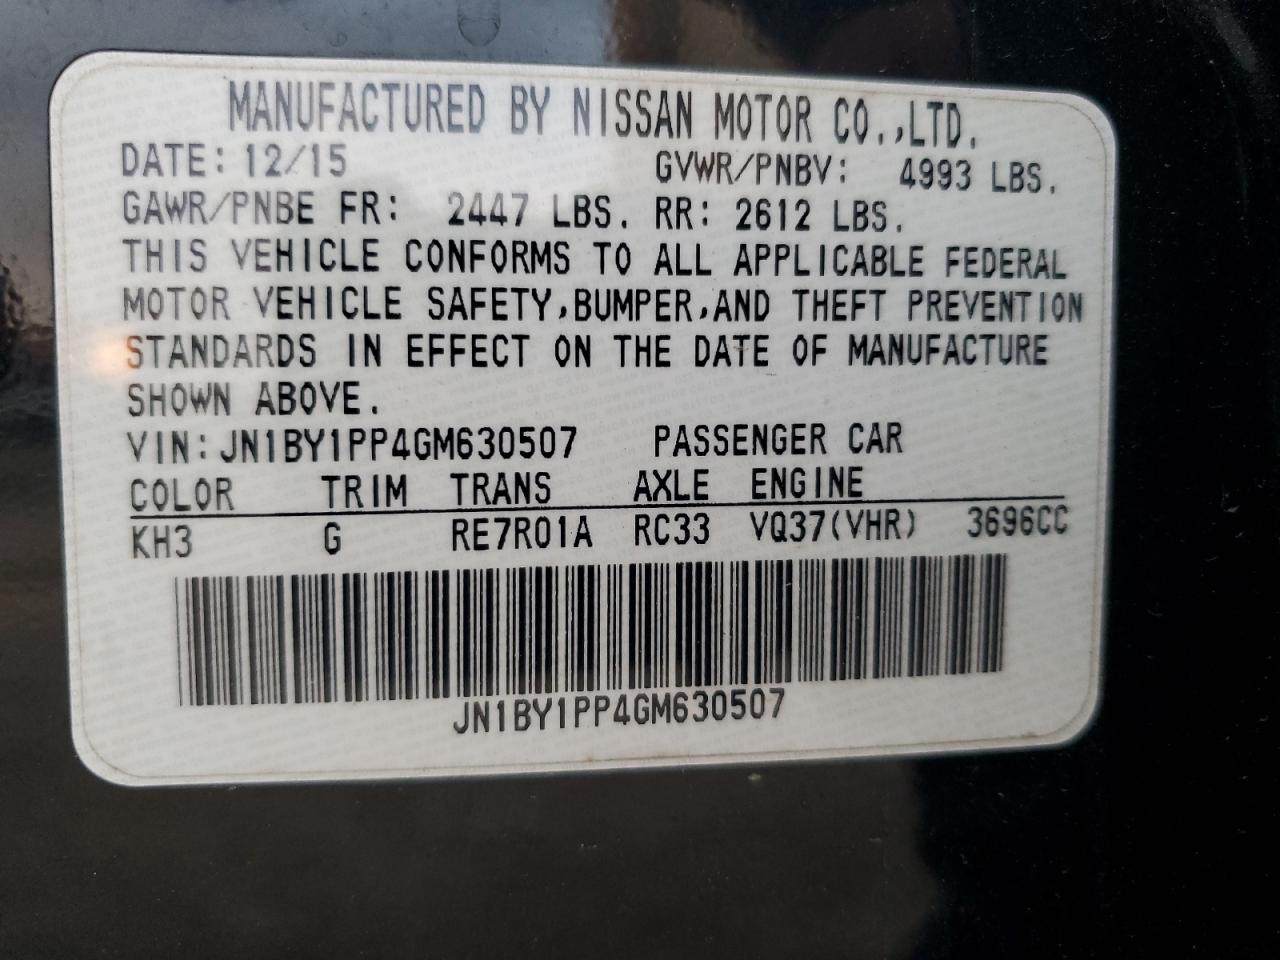 MANUFACTURED BY NISSAN MOTOR CO.,LTD.
DATE: 12/15 GVWR/PNBV: 4993 LBS.
GAWR/PNBE FR: 2447 LBS. RR: 2612 LBS.
THIS VEHICLE CONFORMS TO ALL APPLICABLE FEDERAL
MOTOR VEHICLE SAFETY,BUMPER,AND THEFT PREVENTION
STANDARDS IN EFFECT ON THE DATE OF MANUFACTURE
SHOWN ABOVE.
VIN:JN1BY1PP4GM630507 PASSENGER CAR
COLOR TRIM TRANS AXLE ENGINE
KH3 G RE7R01A RC33 VQ37(VHR) 3696CC
JN1BY1PP4GM630507